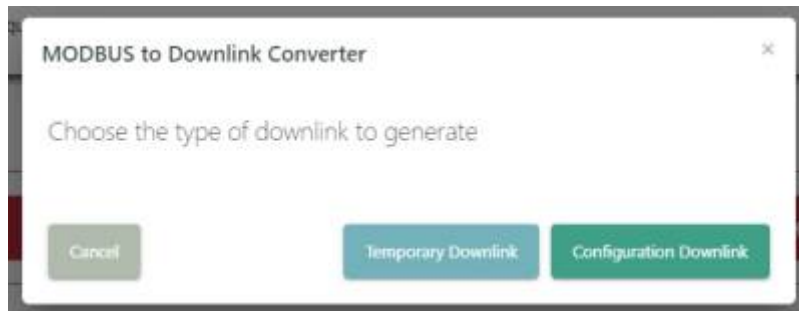 MODBUS to Downlink Converter ×
Choose the type of downlink to generate
Cancel Temporary Downlink Configuration Downlink